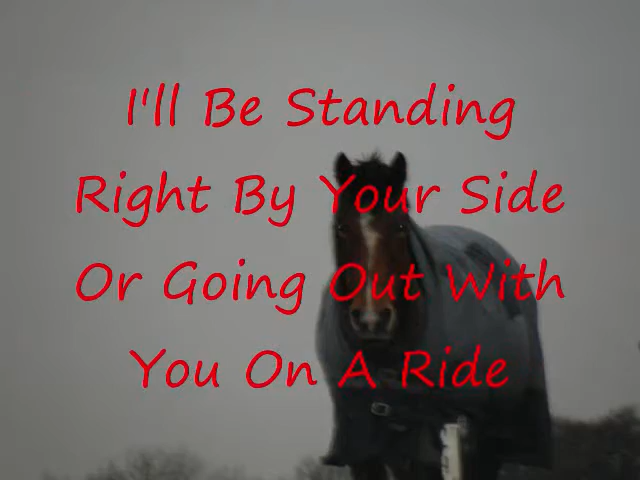 I'll Be Standing
Right By Your Side
Or Going Out With
You On A Ride